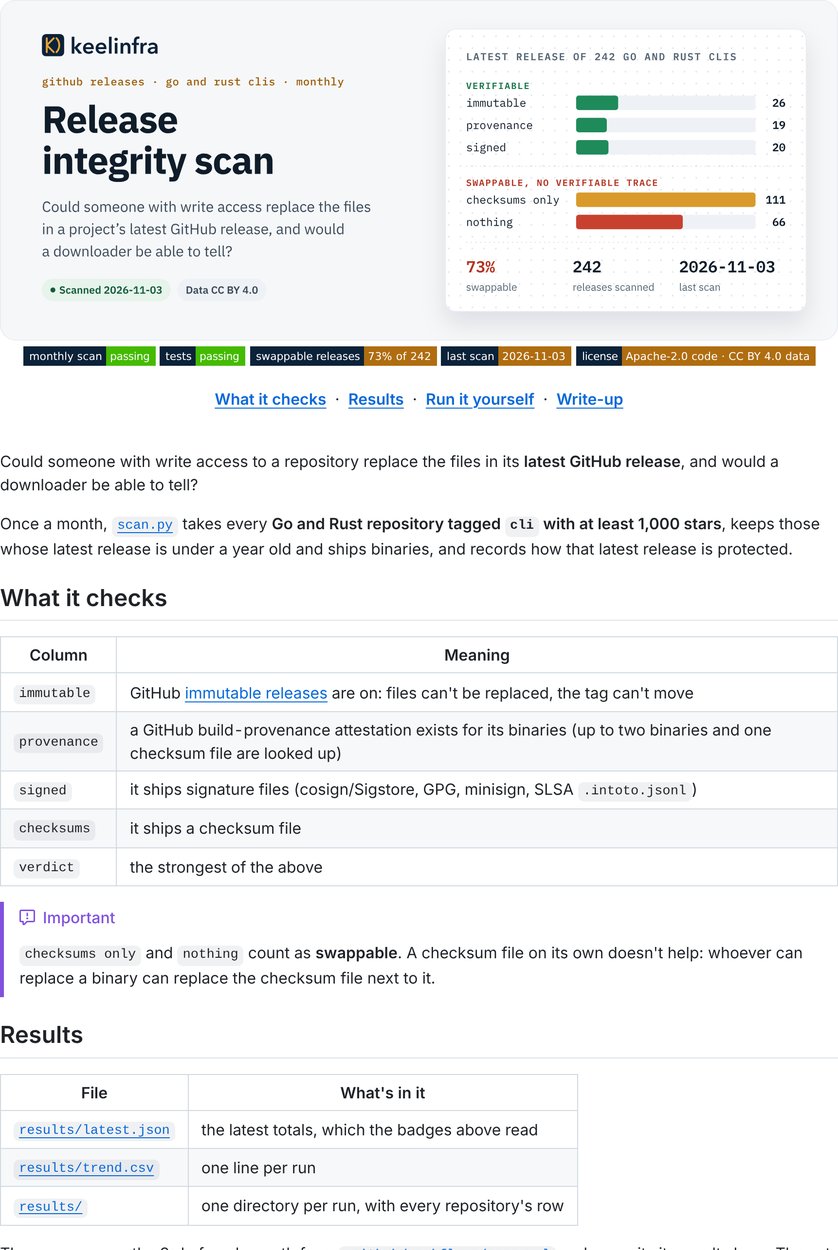 keelinfra
github releases · go and rust clis · monthly
Release
integrity scan
Could someone with write access replace the files
in a project’s latest GitHub release, and would
a downloader be able to tell?
Scanned 2026-11-03
Data CC BY 4.0
LATEST RELEASE OF 242 GO AND RUST CLIS
VERIFIABLE
immutable 26
provenance 19
signed 20
SWAPPABLE, NO VERIFIABLE TRACE
checksums only 111
nothing 66
73% 242 2026-11-03
swappable releases scanned last scan
monthly scan passing tests passing swappable releases 73% of 242 last scan 2026-11-03 license Apache-2.0 code · CC BY 4.0 data
What it checks · Results · Run it yourself · Write-up
Could someone with write access to a repository replace the files in its latest GitHub release, and would a
downloader be able to tell?
Once a month, scan.py takes every Go and Rust repository tagged cli with at least 1,000 stars, keeps those
whose latest release is under a year old and ships binaries, and records how that latest release is protected.
What it checks
Column Meaning
immutable GitHub immutable releases are on: files can't be replaced, the tag can't move
provenance a GitHub build-provenance attestation exists for its binaries (up to two binaries and one
checksum file are looked up)
signed it ships signature files (cosign/Sigstore, GPG, minisign, SLSA .intoto.jsonl)
checksums it ships a checksum file
verdict the strongest of the above
Important
checksums only and nothing count as swappable. A checksum file on its own doesn't help: whoever can
replace a binary can replace the checksum file next to it.
Results
File What's in it
results/latest.json the latest totals, which the badges above read
results/trend.csv one line per run
results/ one directory per run, with every repository's row